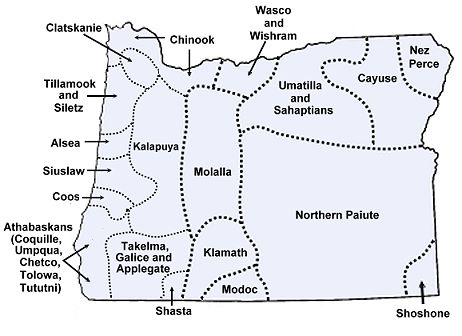 Wasco
and
Wishram
Clatskanie
Chinook
Nez
Perce
Cayuse
Umatilla
and
Sahaptians
Tillamook
and
Siletz
Alsea
Kalapuya
Siuslaw
Molalla
Coos
Northern Paiute
Athabaskans
(Coquille,
Umpqua,
Chetco,
Tolowa,
Tututni)
Takelma,
Galice and
Applegate
Klamath
Modoc
Shasta
Shoshone